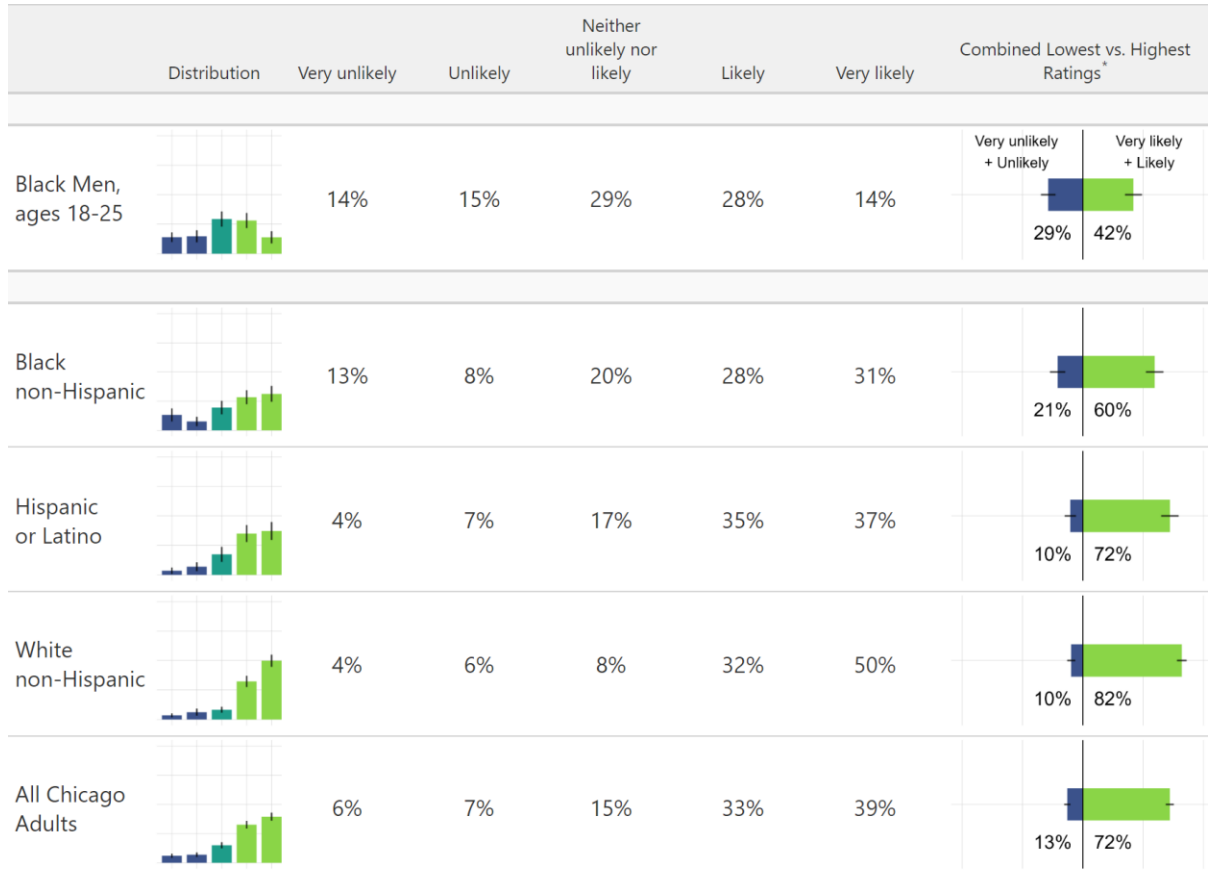 Neither
unlikely nor
likely
Combined Lowest vs. Highest
Ratings*
Distribution Very unlikely Unlikely Likely Very likely
Very unlikely
+ Unlikely
Very likely
+ Likely
Black Men,
ages 18-25
14% 15% 29% 28% 14%
29% 42%
Black
non-Hispanic
13% 8% 20% 28% 31%
21% 60%
Hispanic
or Latino
4% 7% 17% 35% 37%
10% 72%
White
non-Hispanic
4% 6% 8% 32% 50%
10% 82%
All Chicago
Adults
6% 7% 15% 33% 39%
13% 72%